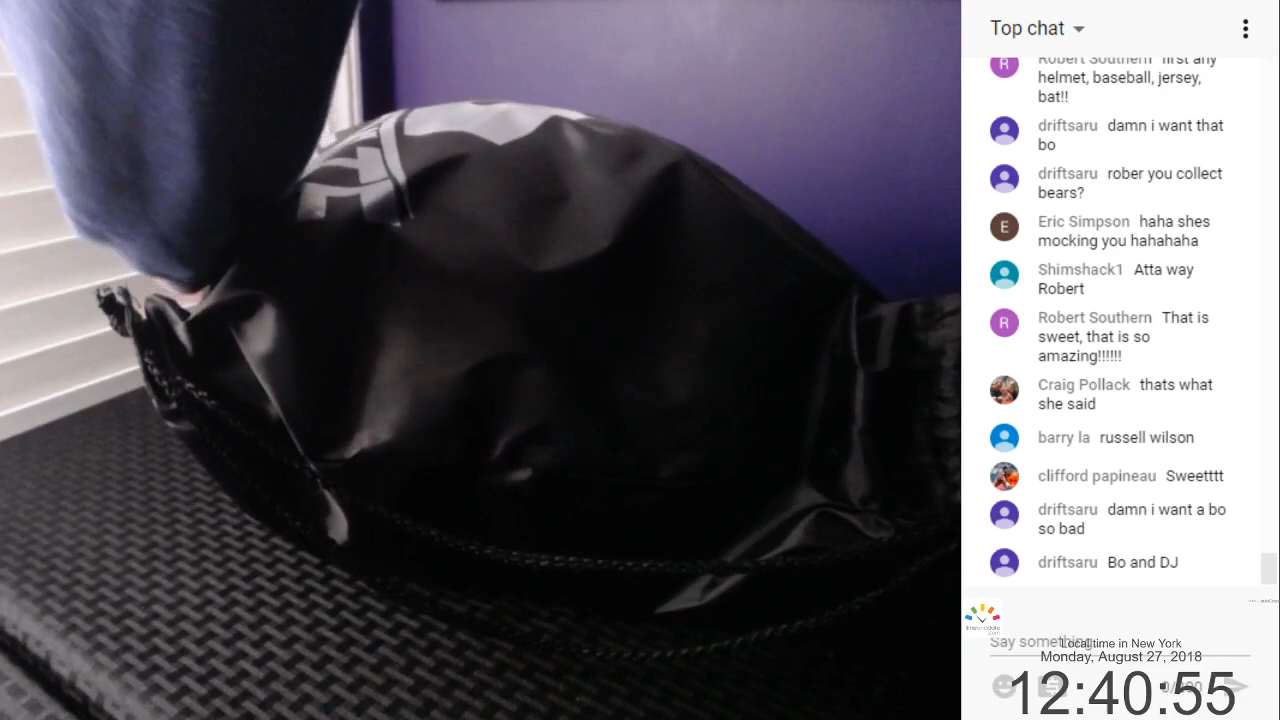 Top chat
Robert Southern first any
helmet, baseball, jersey,
bat!!
driftsaru damn i want that
bo
driftsaru rober you collect
bears?
Eric Simpson haha shes
mocking you hahahaha
Shimshack1 Atta way
Robert
Robert Southern That is
sweet, that is so
amazing!!!!!!
Craig Pollack thats what
she said
barry la russell wilson
clifford papineau Sweetttt
driftsaru damn i want a bo
so bad
driftsaru Bo and DJ
Say something...
Local time in New York
Monday, August 27, 2018
12:40:55